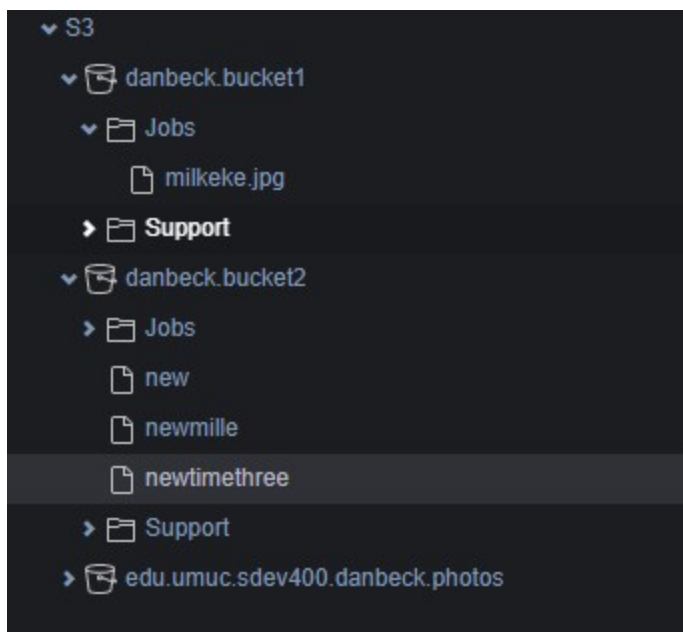 S3
danbeck.bucket1
Jobs
milkeke.jpg
Support
danbeck.bucket2
Jobs
new
newmille
newtimethree
Support
edu.umuc.sdev400.danbeck.photos